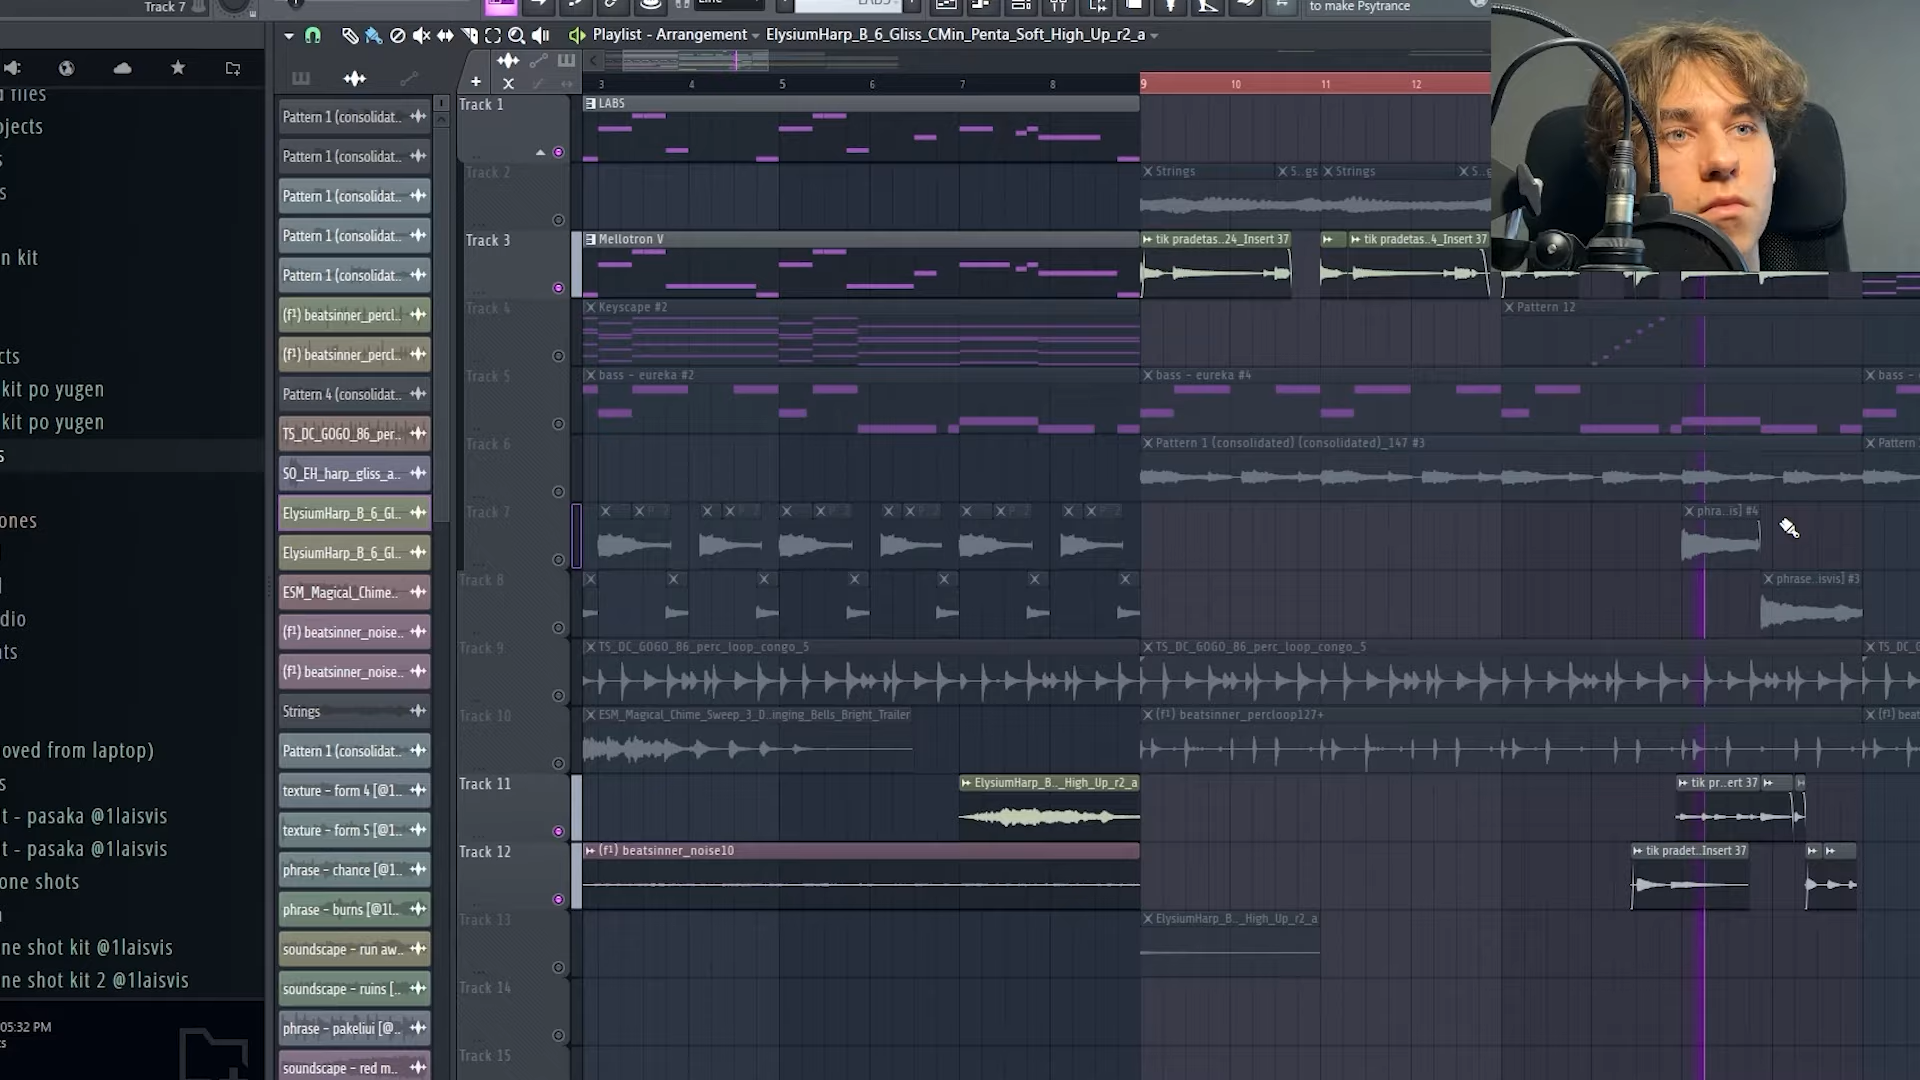 Track 7
to make Psytrance
Playlist - Arrangement
ElysiumHarp_B_6_Gliss_CMin_Penta_Soft_High_Up_r2_a
3
4
5
6
7
8
9
10
11
12
files
kit po yugen
kit po yugen
n kit
oved from laptop)
t - pasaka @1laisvis
t - pasaka @1laisvis
one shots
ne shot kit @1laisvis
ne shot kit 2 @1laisvis
05:32 PM
Pattern 1 (consolidat..
Pattern 1 (consolidat..
Pattern 1 (consolidat..
Pattern 1 (consolidat..
Pattern 1 (consolidat..
(f¹) beatsinner_percl..
(f¹) beatsinner_percl..
Pattern 4 (consolidat..
TS_DC_GOGO_86_per..
SO_EH_harp_gliss_a..
ElysiumHarp_B_6_Gl..
ElysiumHarp_B_6_Gl..
ESM_Magical_Chime..
(f¹) beatsinner_noise..
(f¹) beatsinner_noise..
Strings
Pattern 1 (consolidat..
texture - form 4 [@1..
texture - form 5 [@1..
phrase - chance [@1..
phrase - burns [@1l..
soundscape - run aw..
soundscape - ruins [..
phrase - pakeliui [@..
soundscape - red m..
Track 1
LABS
Track 2
Strings
S..gs
Strings
Track 3
Mellotron V
tik pradetas..24_Insert 37
tik pradetas..4_Insert 37
Track 4
Keyscape #2
Pattern 12
Track 5
bass - eureka #2
bass - eureka #4
bass -
Track 6
Pattern 1 (consolidated) (consolidated)_147 #3
Pattern
Track 7
phra..is] #4
Track 8
phrase..isvis] #3
Track 9
TS_DC_GOGO_86_perc_loop_congo_5
TS_DC_GOGO_86_perc_loop_congo_5
Track 10
ESM_Magical_Chime_Sweep_3_D..inging_Bells_Bright_Trailer
(f¹) beatsinner_percloop127+
Track 11
ElysiumHarp_B.._High_Up_r2_a
tik pr..ert 37
Track 12
(f¹) beatsinner_noise10
tik pradet..Insert 37
Track 13
ElysiumHarp_B.._High_Up_r2_a
Track 14
Track 15